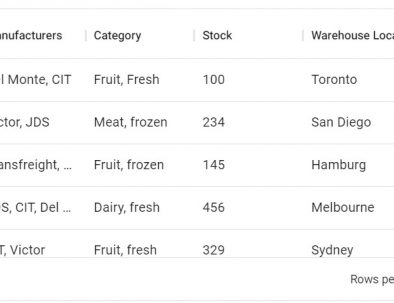 nufacturers Category Stock Warehouse Loca
l Monte, CIT Fruit, Fresh 100 Toronto
ctor, JDS Meat, frozen 234 San Diego
ansfreight, ... Fruit, frozen 145 Hamburg
S, CIT, Del ... Dairy, fresh 456 Melbourne
T, Victor Fruit, fresh 329 Sydney
Rows pe